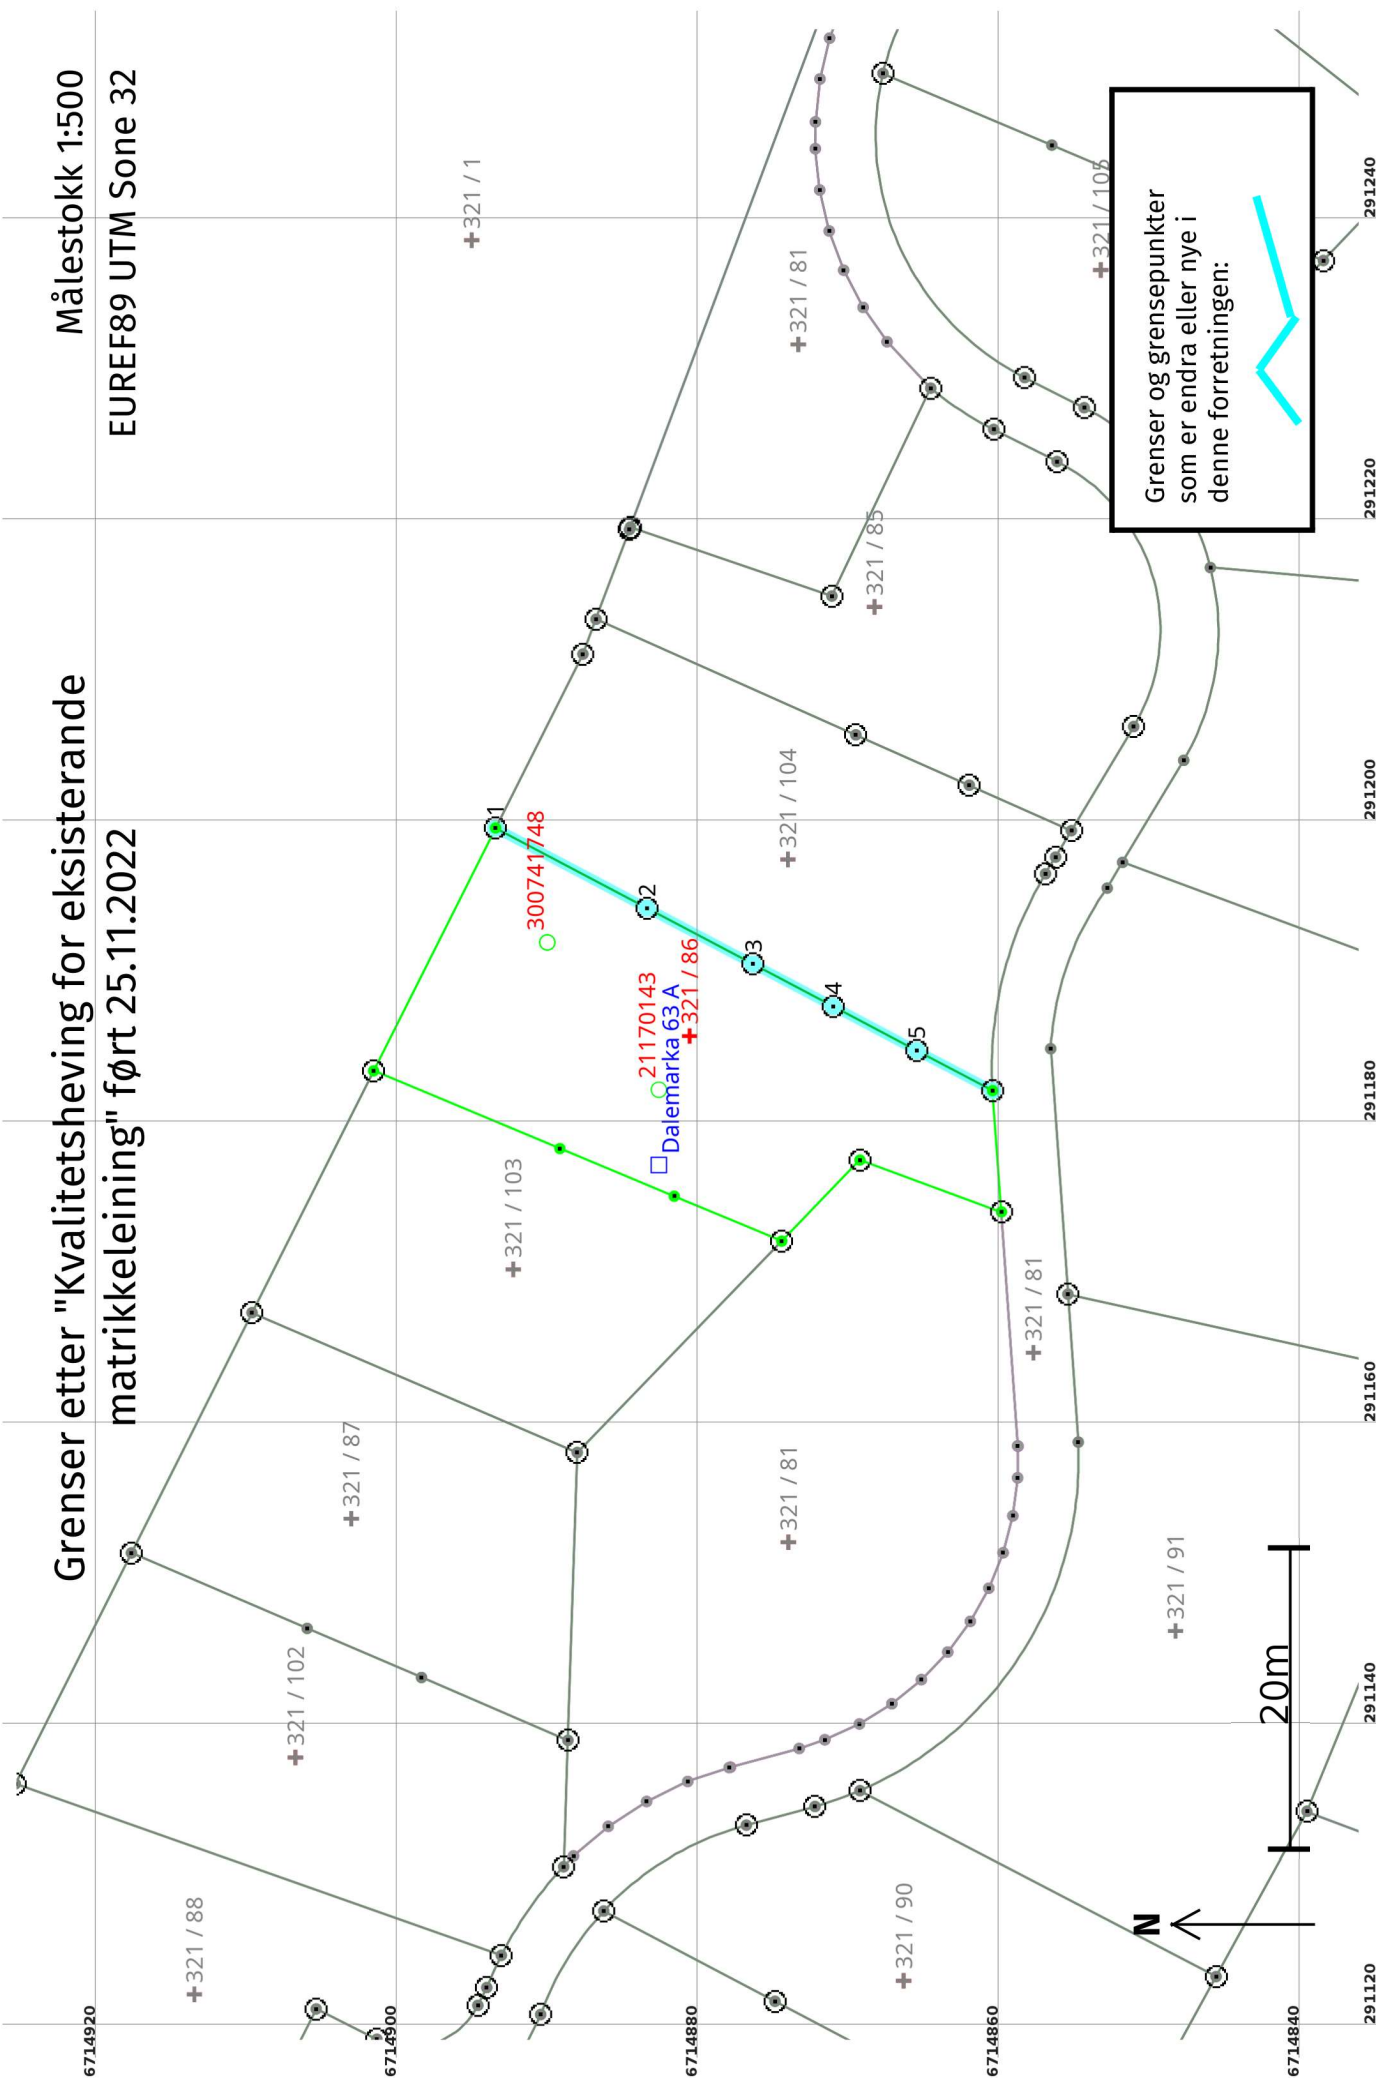 Målestokk 1:500
EUREF89 UTM Sone 32
Grenser etter "Kvalitetsheving for eksisterande
matrikkeleining" ført 25.11.2022
321 / 1
321 / 81
321 / 105
321 / 85
321 / 104
1
2
3
4
5
300741748
321 / 86
21170143
Dalemarka 63 A
321 / 103
321 / 87
321 / 102
321 / 88
321 / 81
321 / 81
321 / 91
321 / 90
Grenser og grensepunkter
som er endra eller nye i
denne forretningen:
20m
N
6714920
6714900
6714880
6714860
6714840
291120
291140
291160
291180
291200
291220
291240